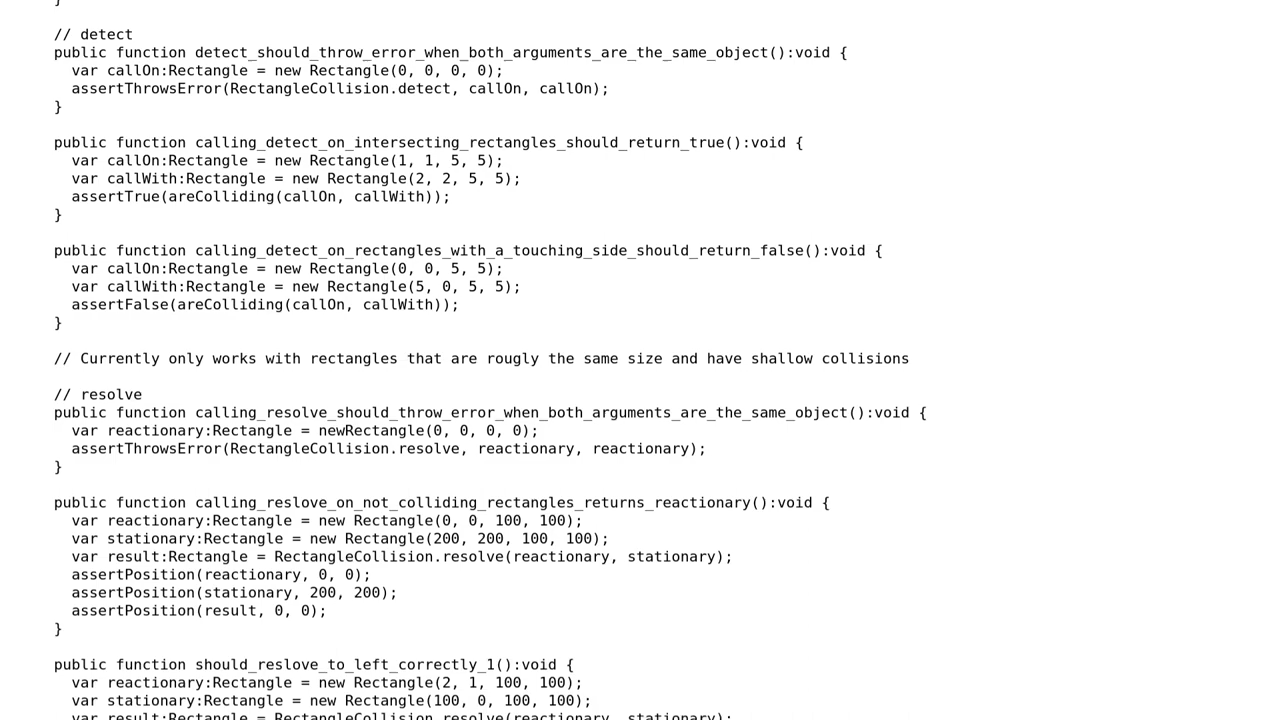 }
// detect
public function detect_should_throw_error_when_both_arguments_are_the_same_object():void {
var callOn:Rectangle = new Rectangle(0, 0, 0, 0);
assertThrowsError(RectangleCollision.detect, callOn, callOn);
}
public function calling_detect_on_intersecting_rectangles_should_return_true():void {
var callOn:Rectangle = new Rectangle(1, 1, 5, 5);
var callWith:Rectangle = new Rectangle(2, 2, 5, 5);
assertTrue(areColliding(callOn, callWith));
}
public function calling_detect_on_rectangles_with_a_touching_side_should_return_false():void {
var callOn:Rectangle = new Rectangle(0, 0, 5, 5);
var callWith:Rectangle = new Rectangle(5, 0, 5, 5);
assertFalse(areColliding(callOn, callWith));
}
// Currently only works with rectangles that are rougly the same size and have shallow collisions
// resolve
public function calling_resolve_should_throw_error_when_both_arguments_are_the_same_object():void {
var reactionary:Rectangle = newRectangle(0, 0, 0, 0);
assertThrowsError(RectangleCollision.resolve, reactionary, reactionary);
}
public function calling_reslove_on_not_colliding_rectangles_returns_reactionary():void {
var reactionary:Rectangle = new Rectangle(0, 0, 100, 100);
var stationary:Rectangle = new Rectangle(200, 200, 100, 100);
var result:Rectangle = RectangleCollision.resolve(reactionary, stationary);
assertPosition(reactionary, 0, 0);
assertPosition(stationary, 200, 200);
assertPosition(result, 0, 0);
}
public function should_reslove_to_left_correctly_1():void {
var reactionary:Rectangle = new Rectangle(2, 1, 100, 100);
var stationary:Rectangle = new Rectangle(100, 0, 100, 100);
var result:Rectangle = RectangleCollision.resolve(reactionary, stationary);